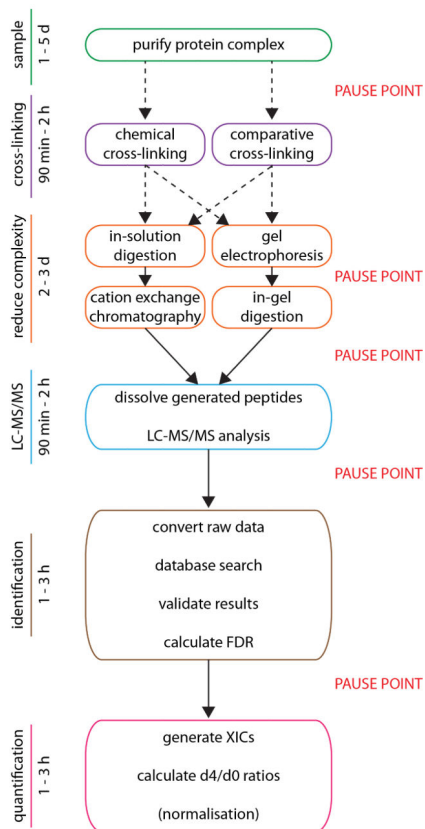 sample
1 - 5 d
purify protein complex
PAUSE POINT
cross-linking
90 min - 2 h
chemical
cross-linking
comparative
cross-linking
reduce complexity
2 - 3 d
in-solution
digestion
gel
electrophoresis
PAUSE POINT
cation exchange
chromatography
in-gel
digestion
PAUSE POINT
LC-MS/MS
90 min - 2 h
dissolve generated peptides
LC-MS/MS analysis
PAUSE POINT
identification
1 - 3 h
convert raw data
database search
validate results
calculate FDR
PAUSE POINT
quantification
1 - 3h
generate XICs
calculate d4/d0 ratios
(normalisation)